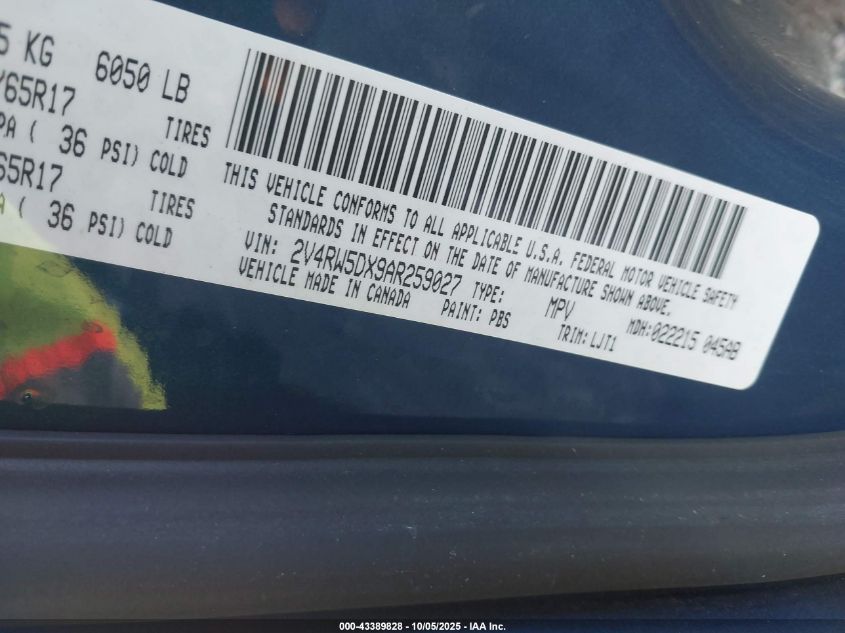 5 KG 6050 LB
65R17 TIRES
PA ( 36 PSI) COLD
65R17 TIRES
( 36 PSI) COLD
THIS VEHICLE CONFORMS TO ALL APPLICABLE U.S.A. FEDERAL MOTOR VEHICLE SAFETY
STANDARDS IN EFFECT ON THE DATE OF MANUFACTURE SHOWN ABOVE.
VIN: 2V4RW5DX9AR259027 TYPE: MPV MDH:022215 045AB
VEHICLE MADE IN CANADA PAINT: PBS TRIM: LJT1
000-43389828 - 10/05/2025 - IAA Inc.